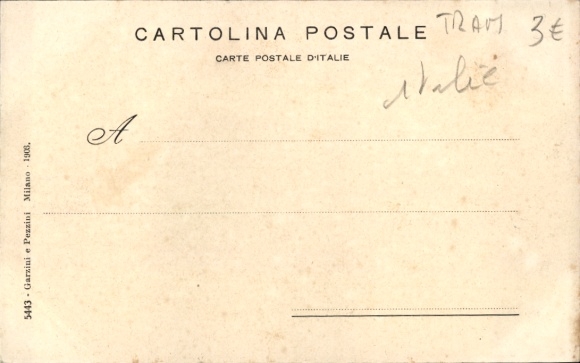 CARTOLINA POSTALE
TRAM 3€
CARTE POSTALE D'ITALIE
Italie
A
5443 - Garzini e Pezzini Milano - 1903.